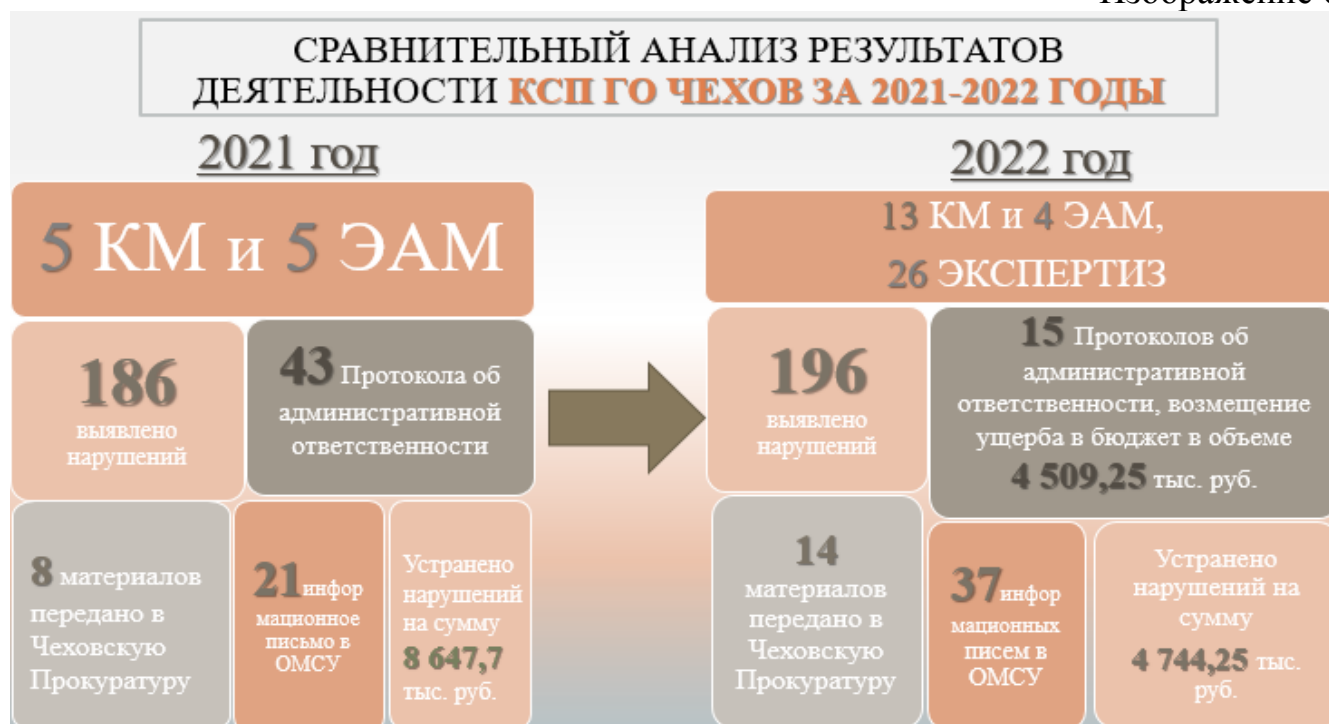 Изображение
СРАВНИТЕЛЬНЫЙ АНАЛИЗ РЕЗУЛЬТАТОВ
ДЕЯТЕЛЬНОСТИ КСП ГО ЧЕХОВ ЗА 2021-2022 ГОДЫ
2021 год
5 КМ и 5 ЭАМ
186
выявлено
нарушений
43 Протокола об
административной
ответственности
8 материалов
передано в
Чеховскую
Прокуратуру
21инфор
мационное
письмо в
ОМСУ
Устранено
нарушений
на сумму
8 647,7
тыс. руб.
2022 год
13 КМ и 4 ЭАМ,
26 ЭКСПЕРТИЗ
196
выявлено
нарушений
15 Протоколов об
административной
ответственности, возмещение
ущерба в бюджет в объеме
4 509,25 тыс. руб.
14
материалов
передано в
Чеховскую
Прокуратуру
37инфор
мационных
писем в
ОМСУ
Устранено
нарушений на
сумму
4 744,25 тыс.
руб.